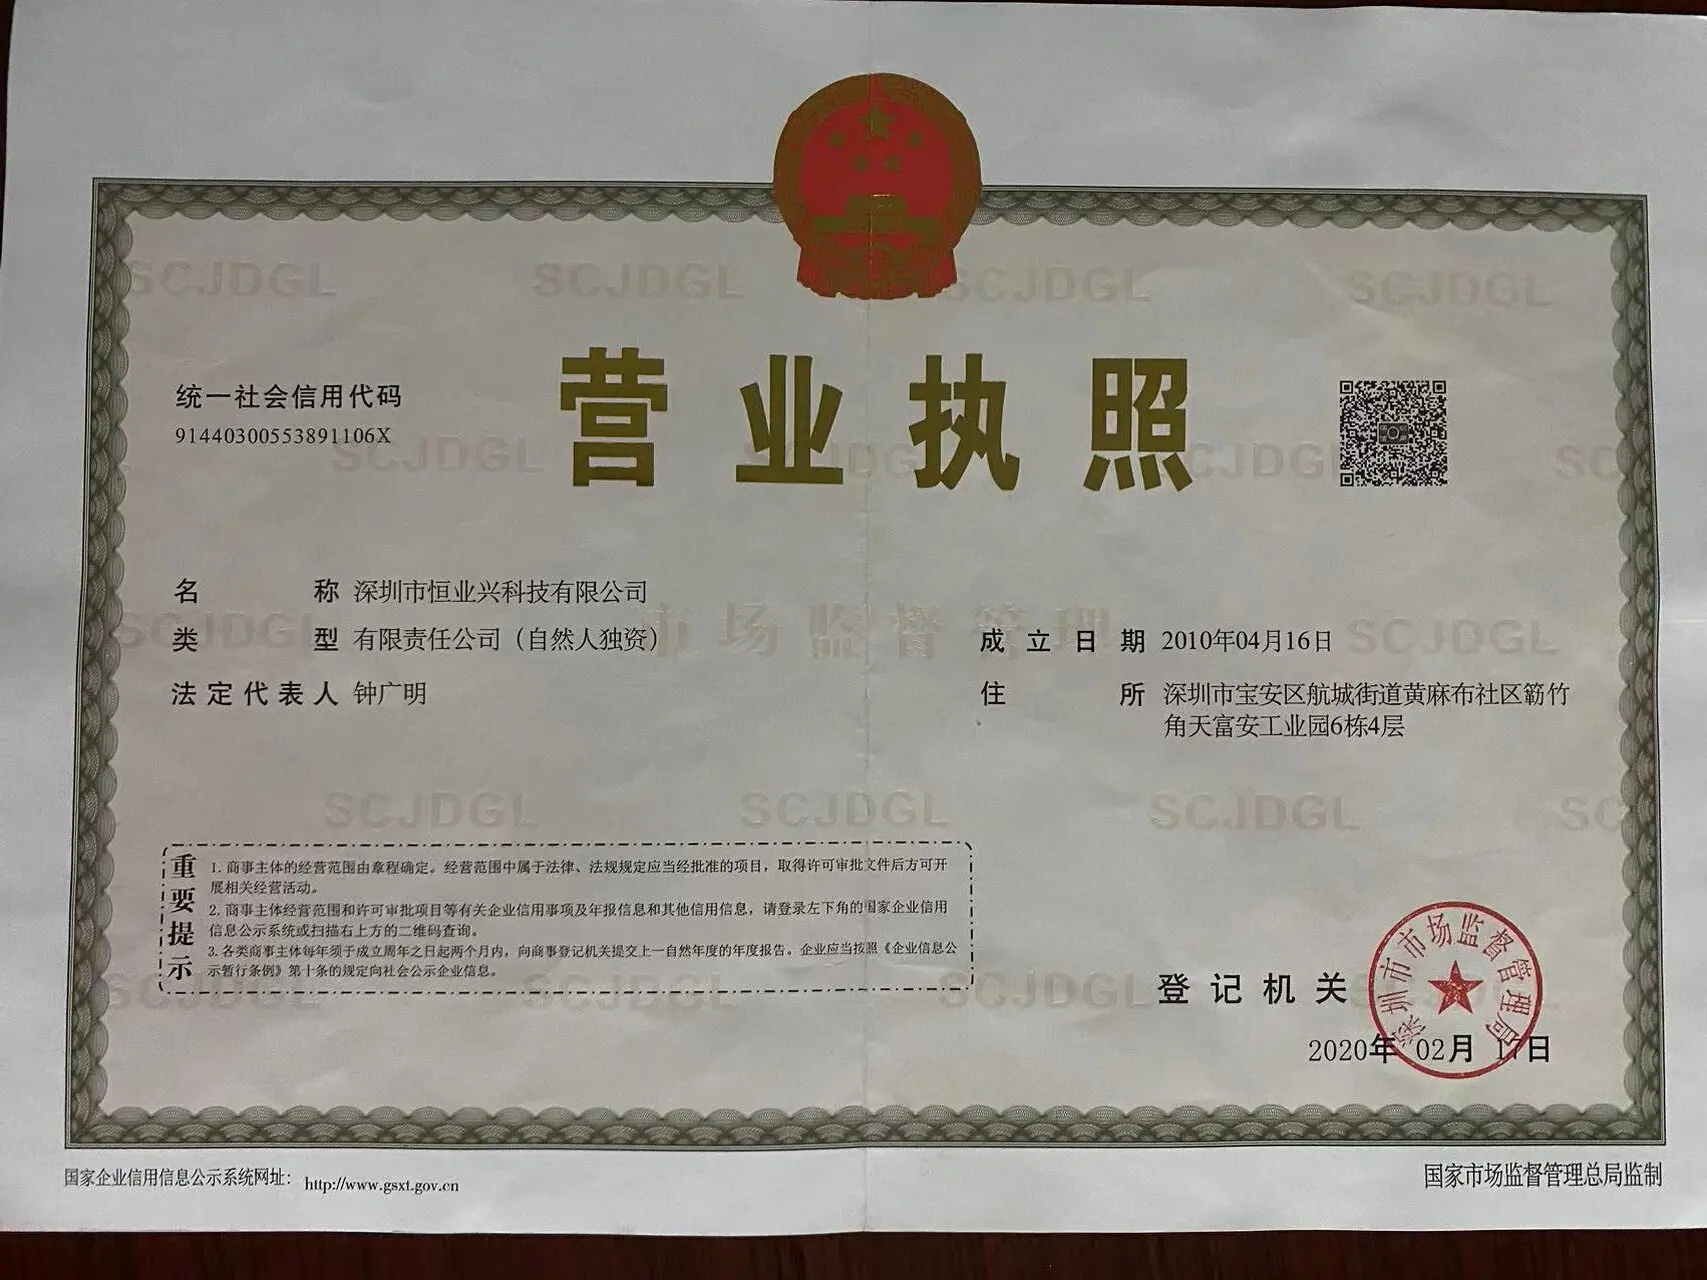 营业执照
统一社会信用代码
91440300553891106X
名称 深圳市恒业兴科技有限公司
类型 有限责任公司（自然人独资）
法定代表人 钟广明
成立日期 2010年04月16日
住所 深圳市宝安区航城街道黄麻布社区簕竹
角天富安工业园6栋4层
重要提示
1. 商事主体的经营范围由章程确定。经营范围中属于法律、法规规定应当经批准的项目，取得许可审批文件后方可开
展相关经营活动。
2. 商事主体经营范围和许可审批项目等有关企业信用事项及年报信息和其他信用信息，请登录左下角的国家企业信用
信息公示系统或扫描右上方的二维码查询。
3. 各类商事主体每年须于成立周年之日起两个月内，向商事登记机关提交上一自然年度的年度报告。企业应当按照《企业信息公
示暂行条例》第十条的规定向社会公示企业信息。
登记机关
深圳市市场监督管理局
2020年 02月 17日
国家企业信用信息公示系统网址： http://www.gsxt.gov.cn
国家市场监督管理总局监制
SCJDGL
市场监督管理